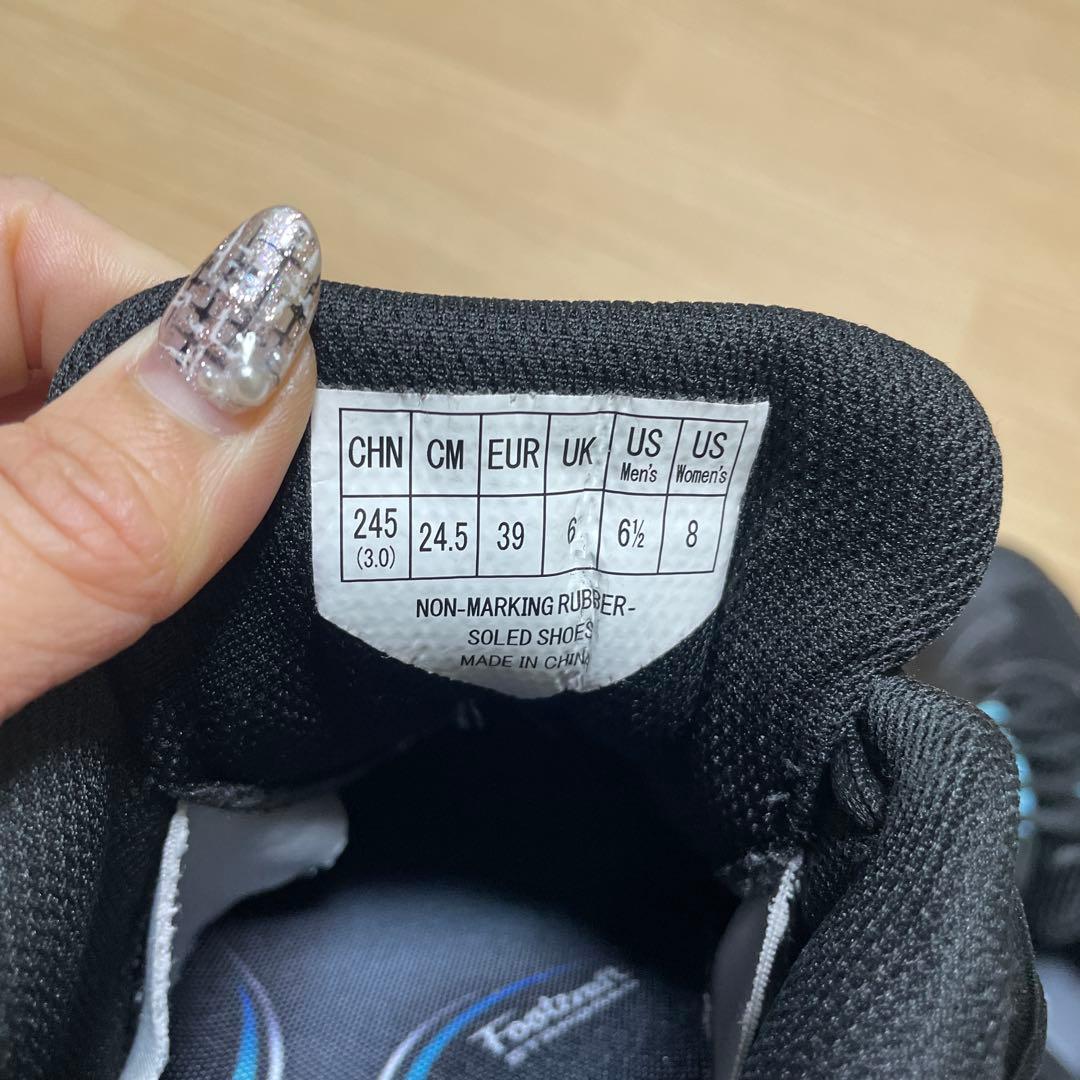 CHN CM EUR UK US Men's US Women's
245 (3.0) 24.5 39 6 6½ 8
NON-MARKING RUBBER-
SOLED SHOES
MADE IN CHINA